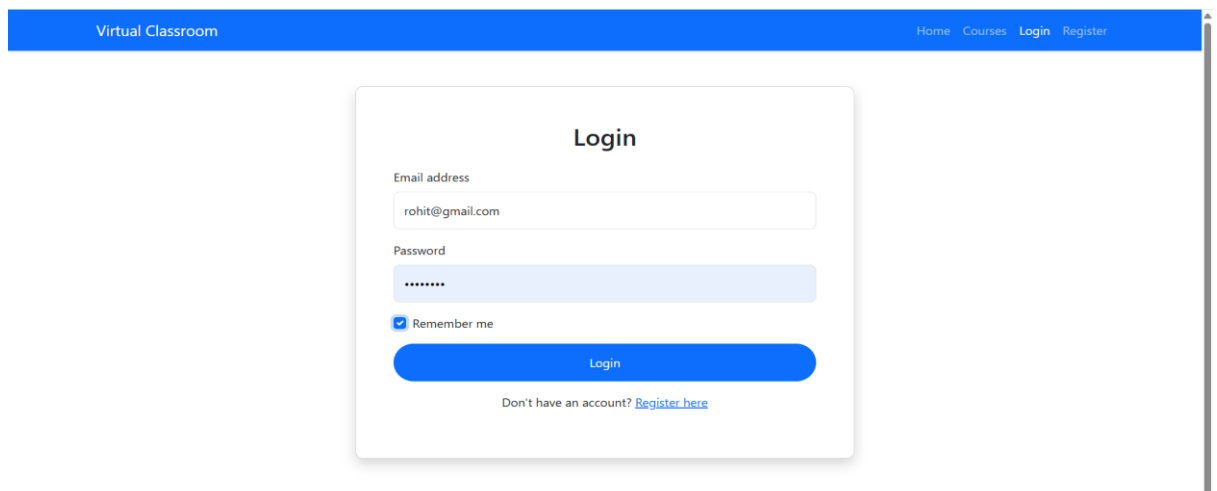 Virtual Classroom Home Courses Login Register
Login
Email address
rohit@gmail.com
Password
••••••••
Remember me
Login
Don't have an account? Register here